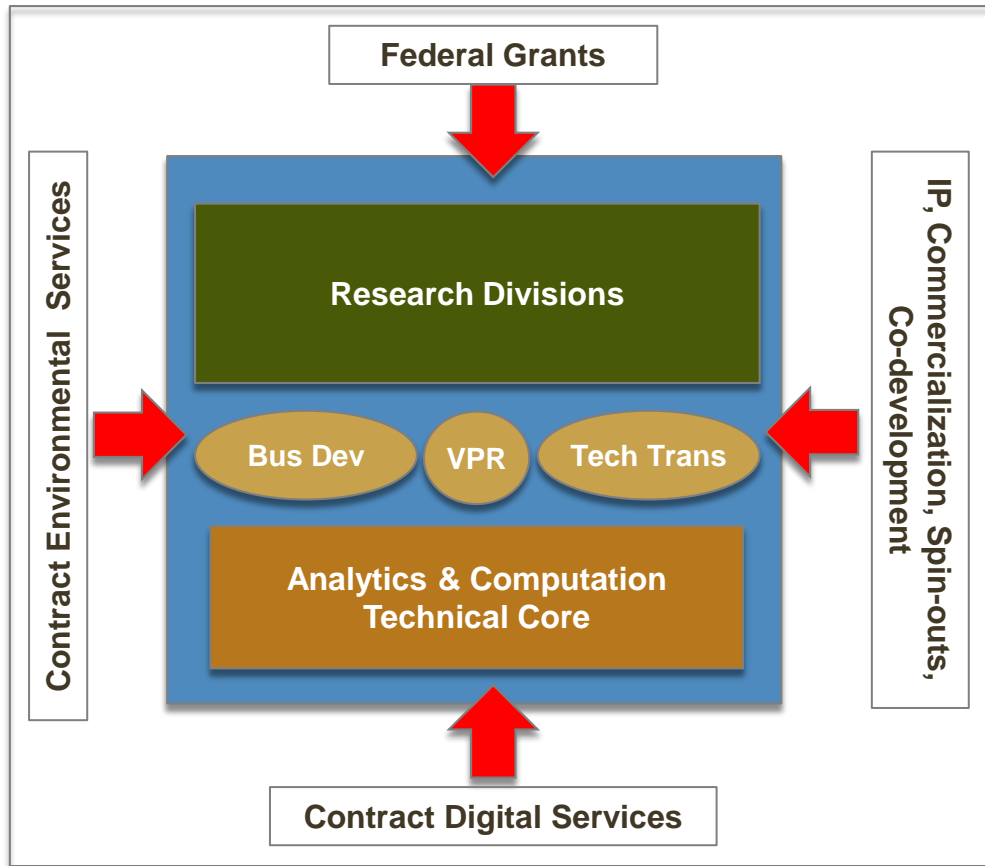 Federal Grants
Contract Environmental Services
IP, Commercialization, Spin-outs,
Co-development
Research Divisions
Bus Dev
VPR
Tech Trans
Analytics & Computation
Technical Core
Contract Digital Services